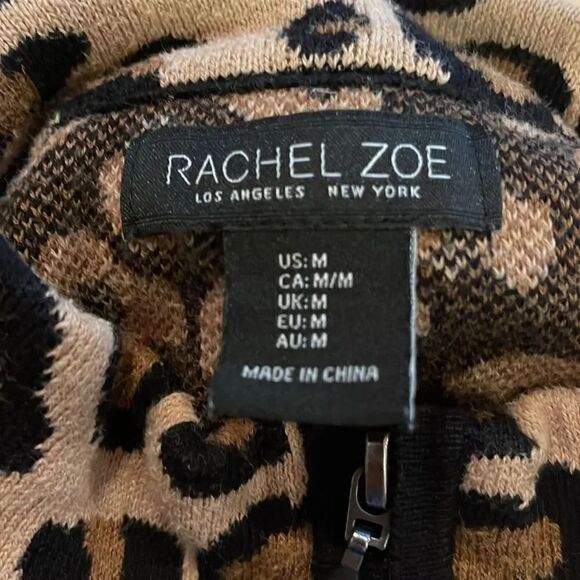 RACHEL ZOE
LOS ANGELES NEW YORK
US: M
CA: M/M
UK: M
EU: M
AU: M
MADE IN CHINA